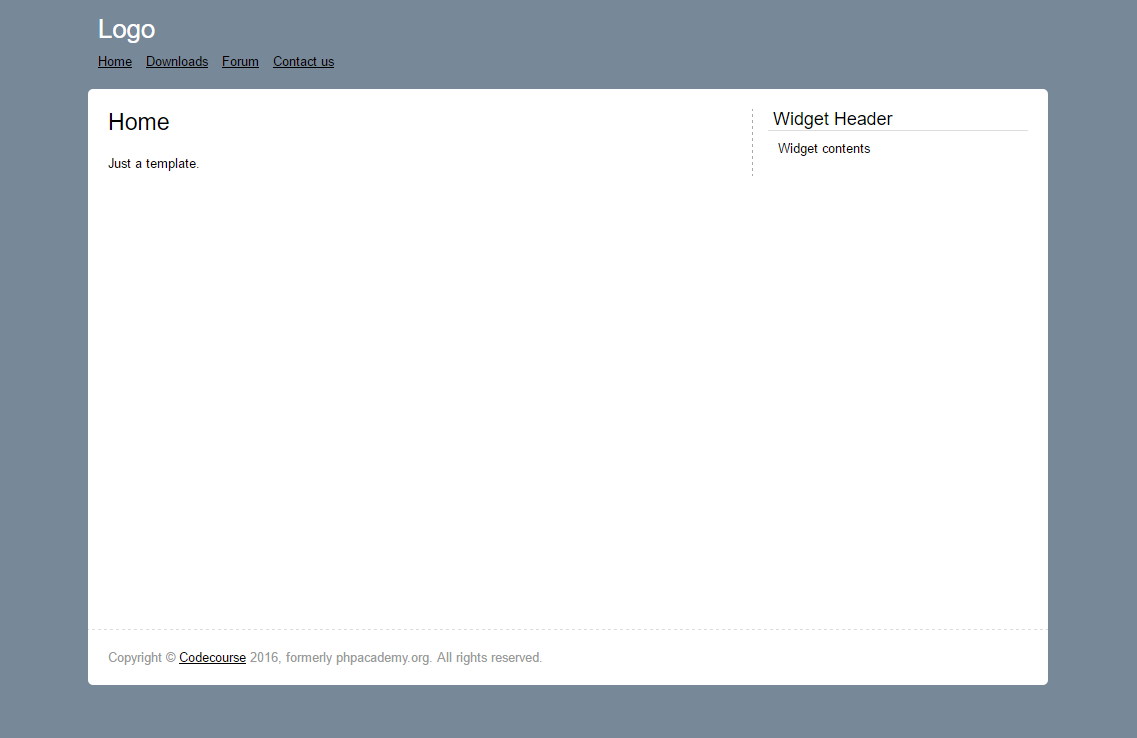 Logo
Home Downloads Forum Contact us
Home
Just a template.
Widget Header
Widget contents
Copyright © Codecourse 2016, formerly phpacademy.org. All rights reserved.